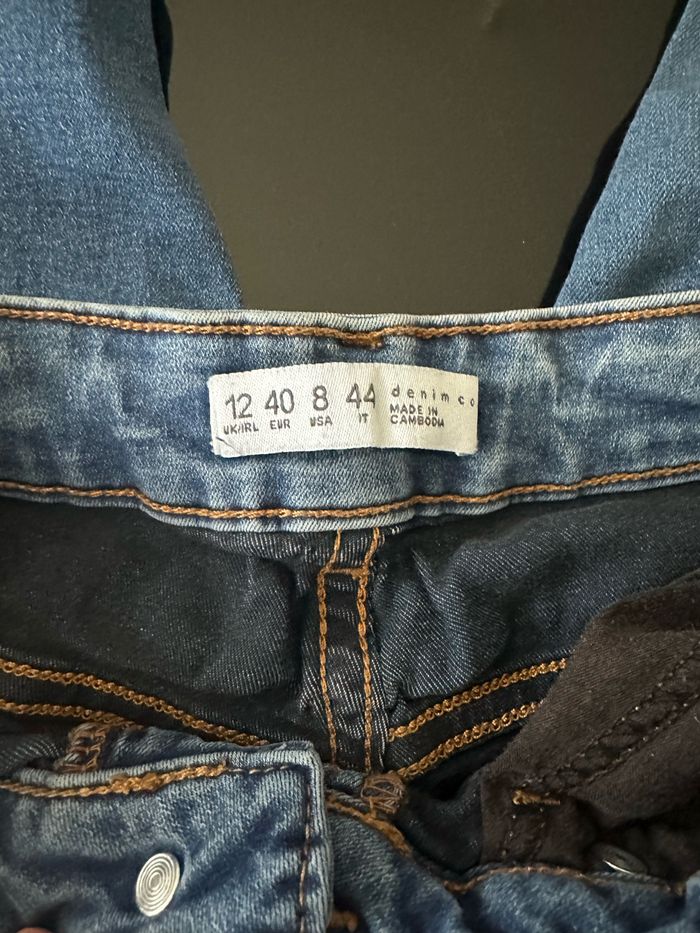 12 40 8 44 denim co
UK/IRL EUR USA IT MADE IN
CAMBODIA